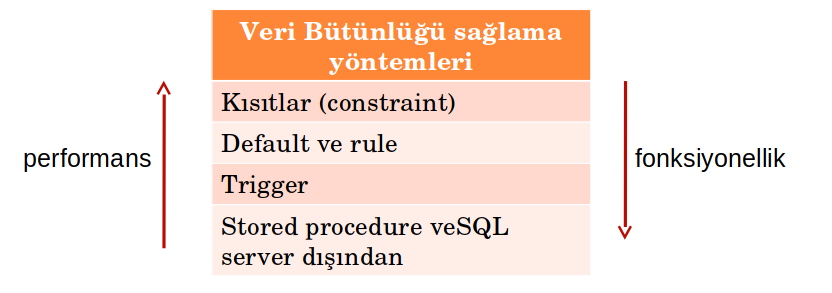 Veri Bütünlüğü sağlama
yöntemleri
Kısıtlar (constraint)
Default ve rule
Trigger
Stored procedure veSQL
server dışından
performans
fonksiyonellik